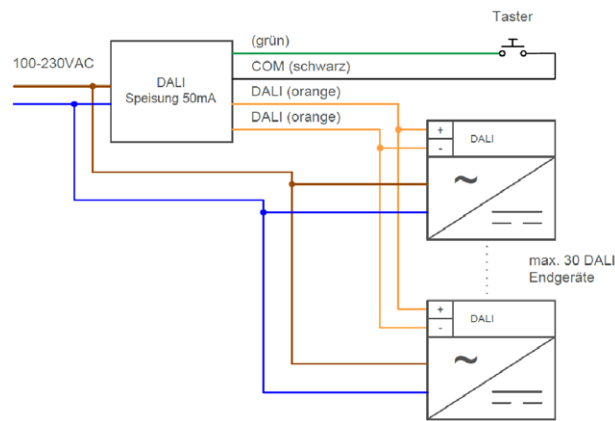 Taster
(grün)
100-230VAC
COM (schwarz)
DALI
Speisung 50mA
DALI (orange)
DALI (orange)
+
-
DALI
~
max. 30 DALI
Endgeräte
+
-
DALI
~